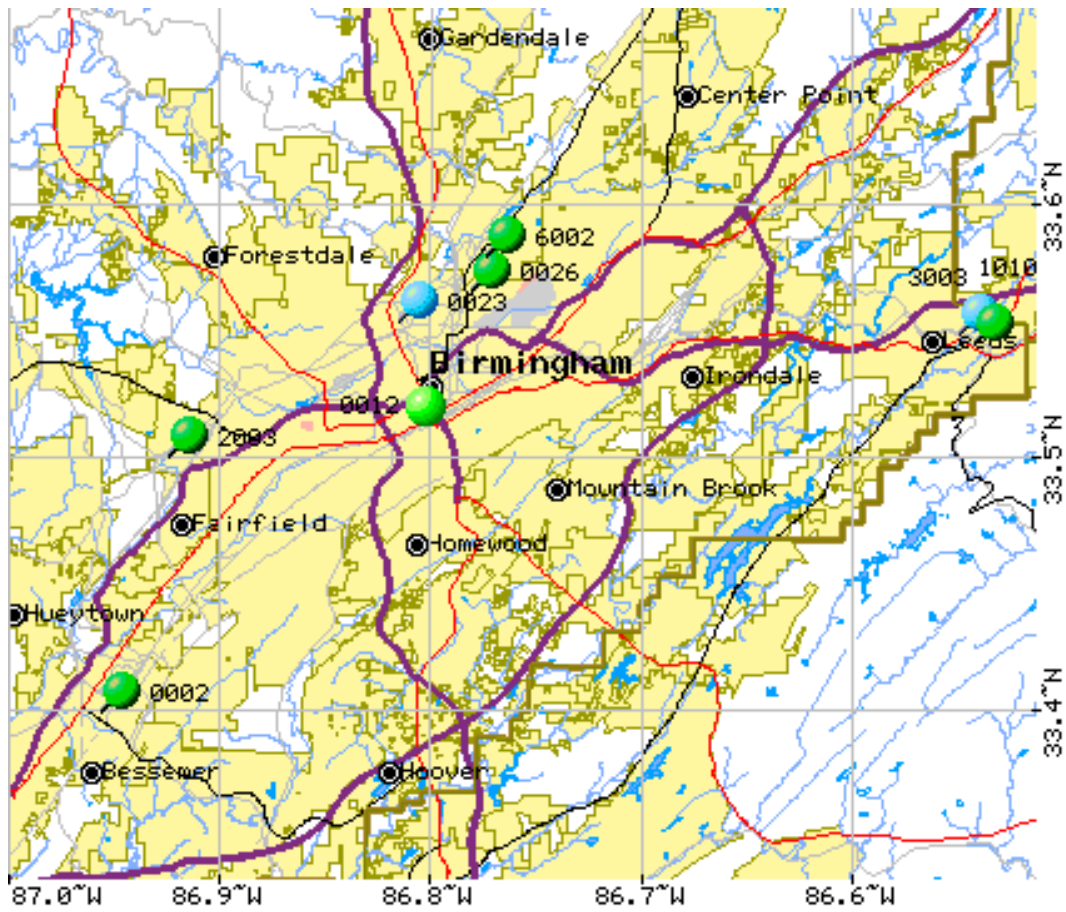 Gardendale
Center Point
33.6°N
6002
Forestdale
0026
3003
1010
0023
Leeds
Birmingham
Irondale
0012
2003
33.5°N
Mountain Brook
Fairfield
Homewood
Hueytown
0002
33.4°N
Bessemer
Hoover
87.0°W
86.9°W
86.8°W
86.7°W
86.6°W